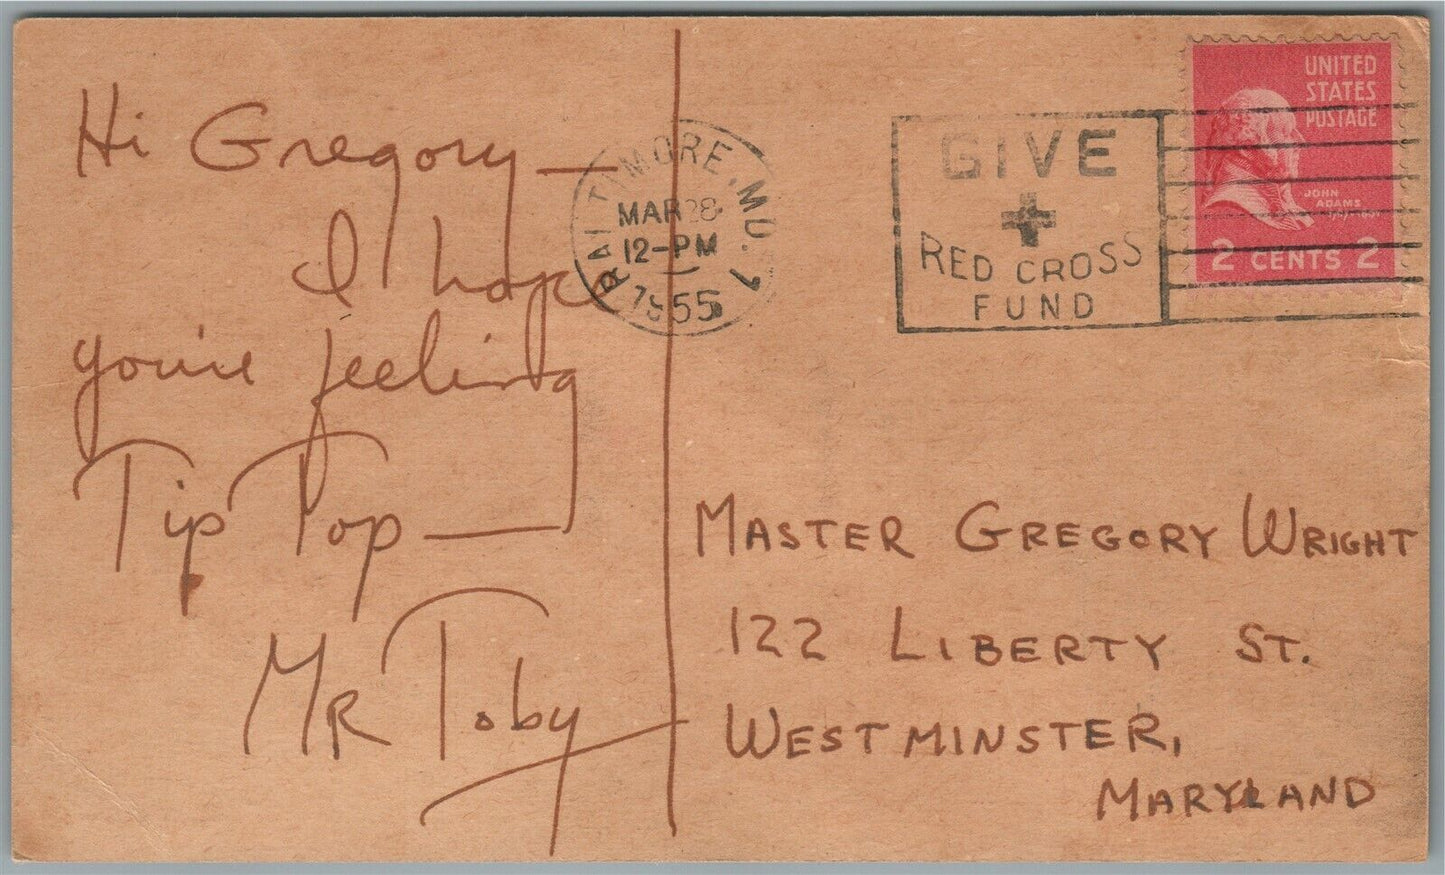 Hi Gregory —
I hope
you're feeling
Tip Top —
Mr Toby
BALTIMORE, MD. 1
MAR 28
12-PM
1955
GIVE
RED CROSS
FUND
UNITED
STATES
POSTAGE
JOHN
ADAMS
2 CENTS 2
MASTER GREGORY WRIGHT
122 LIBERTY ST.
WESTMINSTER,
MARYLAND